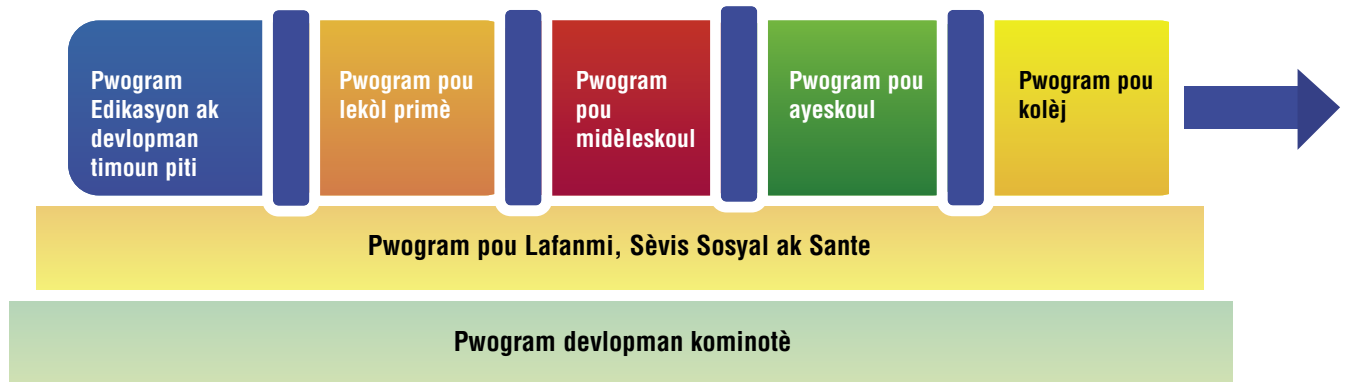 Pwogram
Edikasyon ak
devlopman
timoun piti
Pwogram pou
lekòl primè
Pwogram
pou
midèleskoul
Pwogram pou
ayeskoul
Pwogram pou
kolèj
Pwogram pou Lafanmi, Sèvis Sosyal ak Sante
Pwogram devlopman kominotè